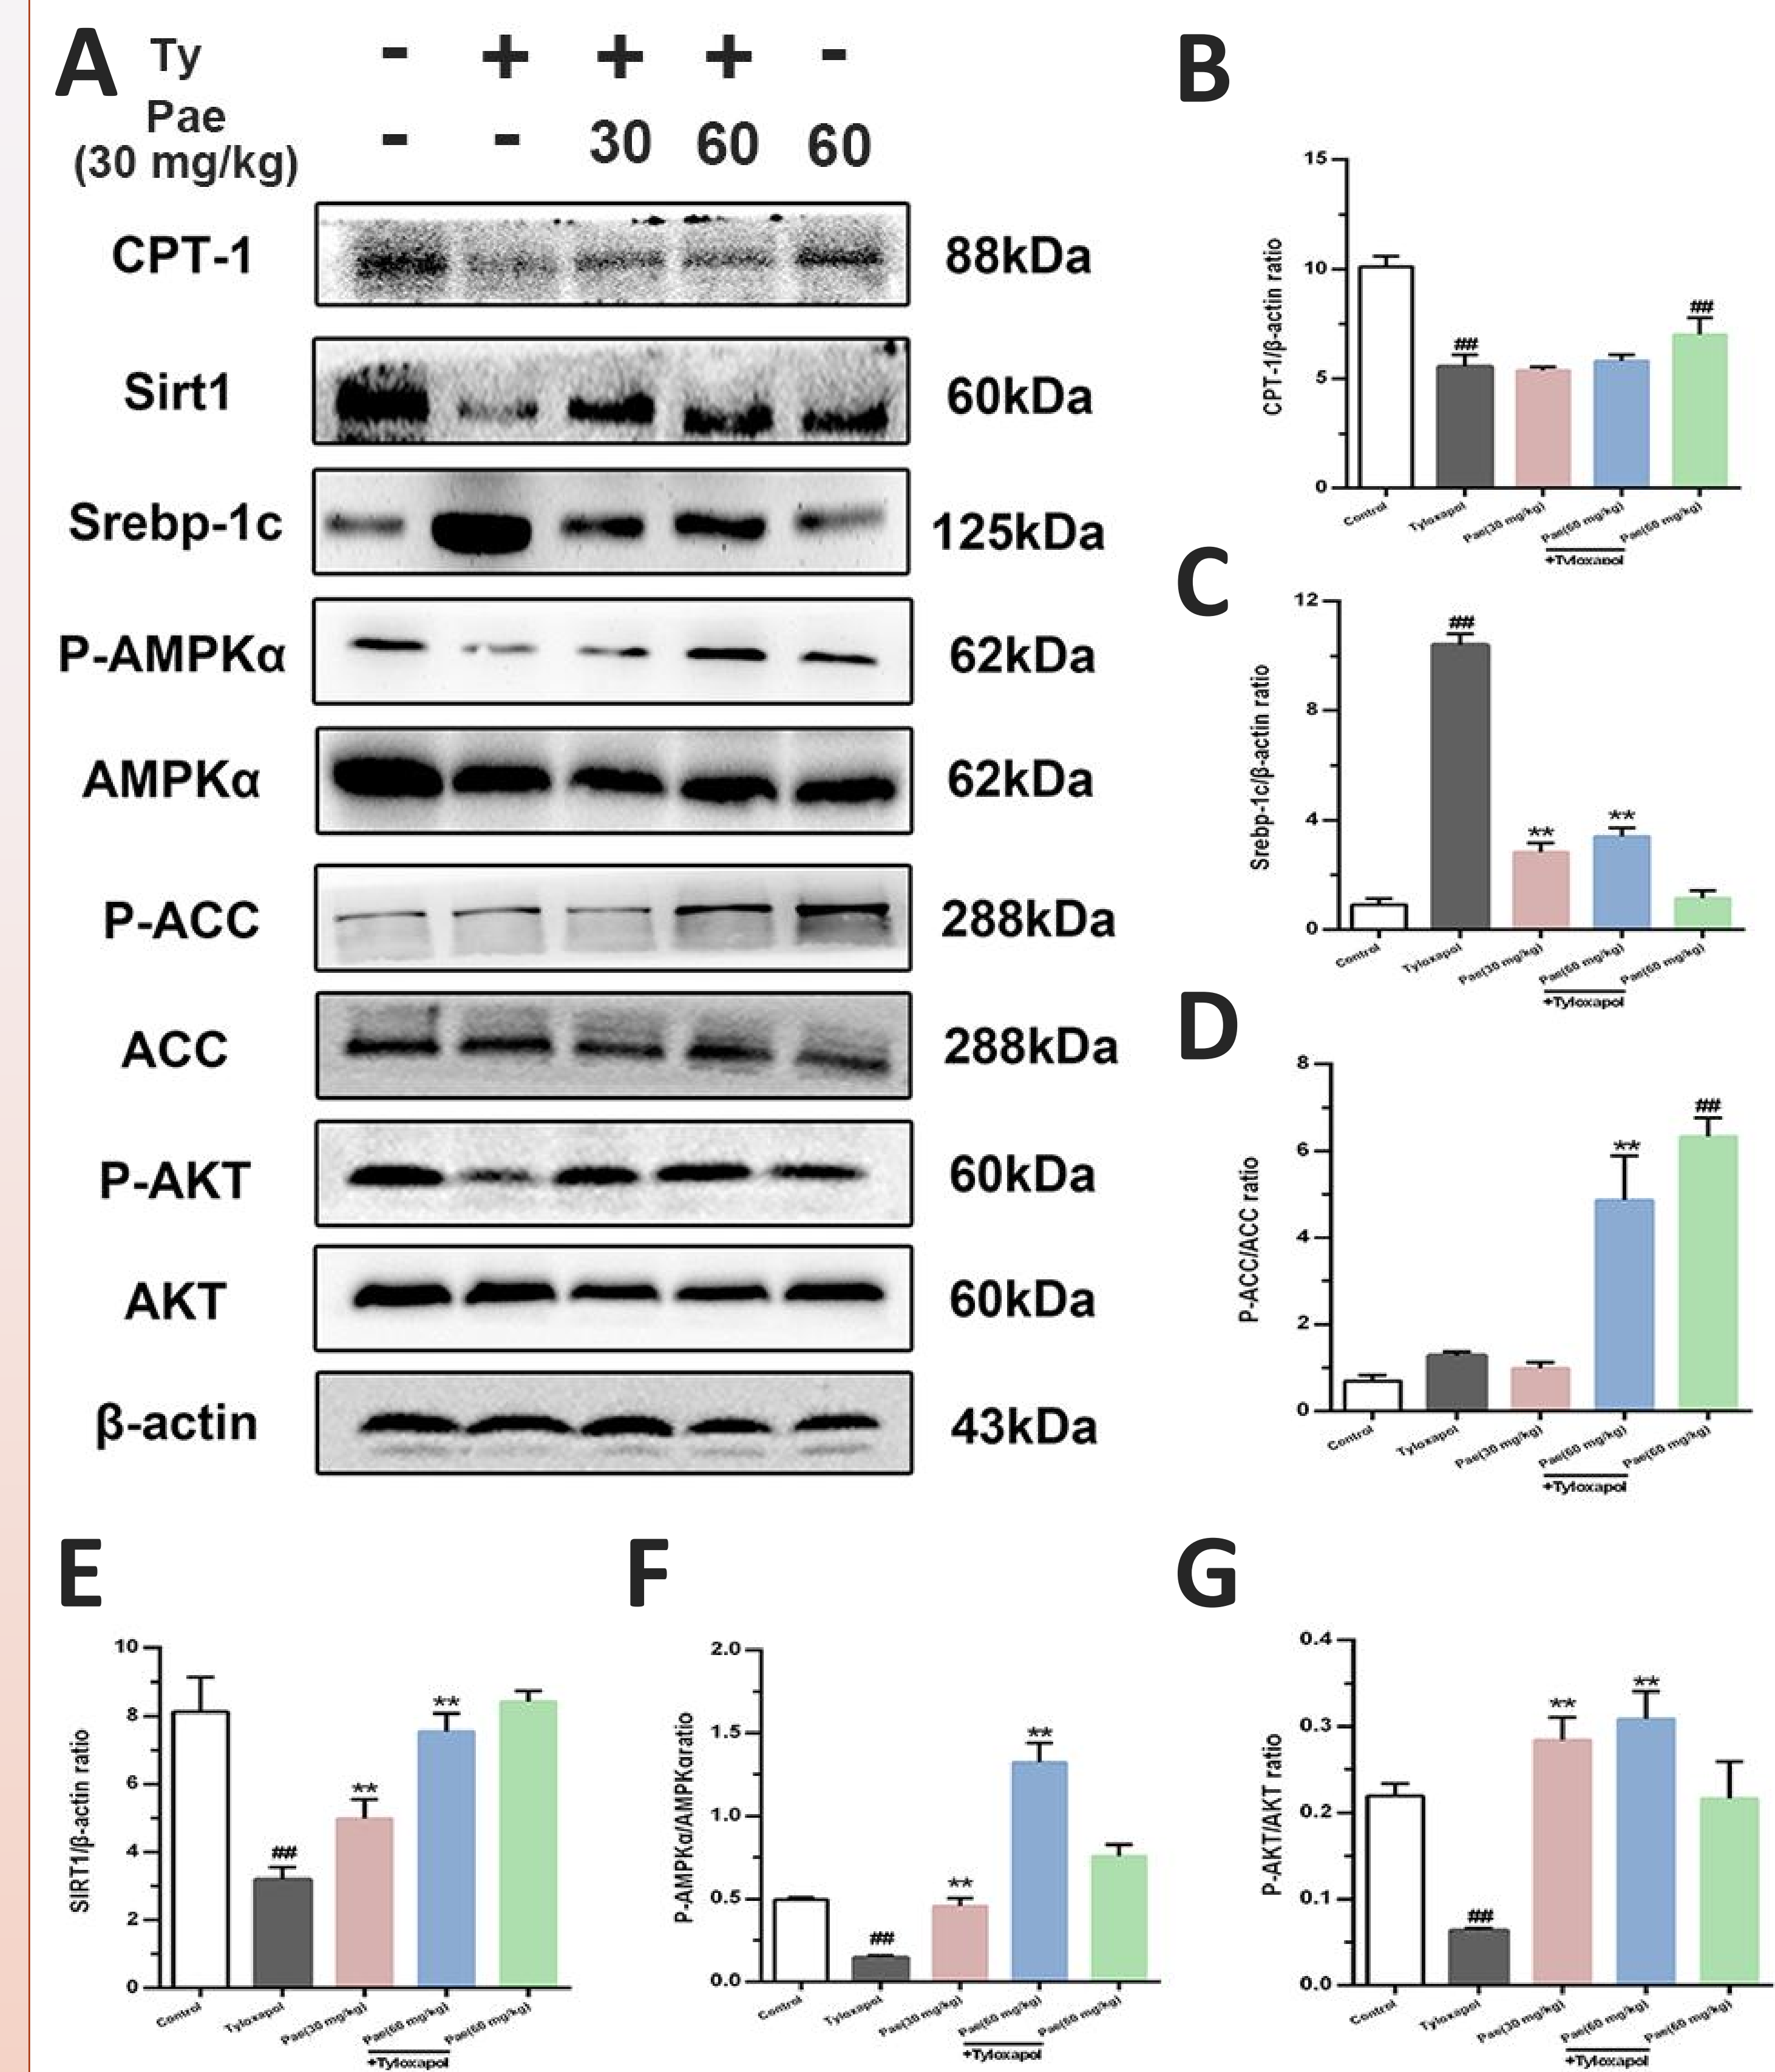 A
Ty - + + + -
Pae
(30 mg/kg) - - 30 60 60
CPT-1 88kDa
Sirt1 60kDa
Srebp-1c 125kDa
P-AMPKα 62kDa
AMPKα 62kDa
P-ACC 288kDa
ACC 288kDa
P-AKT 60kDa
AKT 60kDa
β-actin 43kDa
B
CPT-1/β-actin ratio
15
10
5
0
##
##
Control Tyloxapol Pae(30 mg/kg) Pae(60 mg/kg) Pae(60 mg/kg)
+Tyloxapol
C
Srebp-1c/β-actin ratio
12
8
4
0
##
**
**
Control Tyloxapol Pae(30 mg/kg) Pae(60 mg/kg) Pae(60 mg/kg)
+Tyloxapol
D
P-ACC/ACC ratio
8
6
4
2
0
**
##
Control Tyloxapol Pae(30 mg/kg) Pae(60 mg/kg) Pae(60 mg/kg)
+Tyloxapol
E
SIRT1/β-actin ratio
10
8
6
4
2
0
##
**
**
Control Tyloxapol Pae(30 mg/kg) Pae(60 mg/kg) Pae(60 mg/kg)
+Tyloxapol
F
P-AMPKα/AMPKαratio
2.0
1.5
1.0
0.5
0.0
##
**
**
Control Tyloxapol Pae(30 mg/kg) Pae(60 mg/kg) Pae(60 mg/kg)
+Tyloxapol
G
P-AKT/AKT ratio
0.4
0.3
0.2
0.1
0.0
##
**
**
Control Tyloxapol Pae(30 mg/kg) Pae(60 mg/kg) Pae(60 mg/kg)
+Tyloxapol